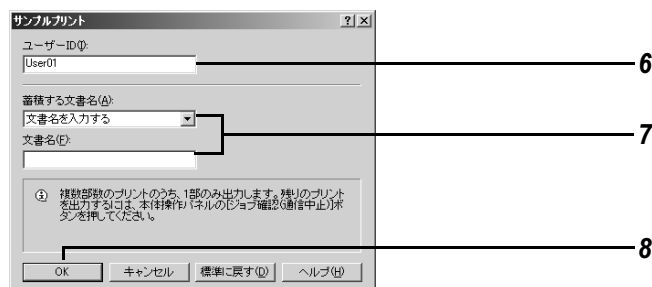 サンプルプリント
ユーザーID(I):
User01
6
蓄積する文書名(A):
文書名を入力する
7
文書名(F):
複数部数のプリントのうち、1部のみ出力します。残りのプリント
を出力するには、本体操作パネルの[ジョブ確認(通信中止)]ボ
タンを押してください。
8
OK
キャンセル
標準に戻す(D)
ヘルプ(H)